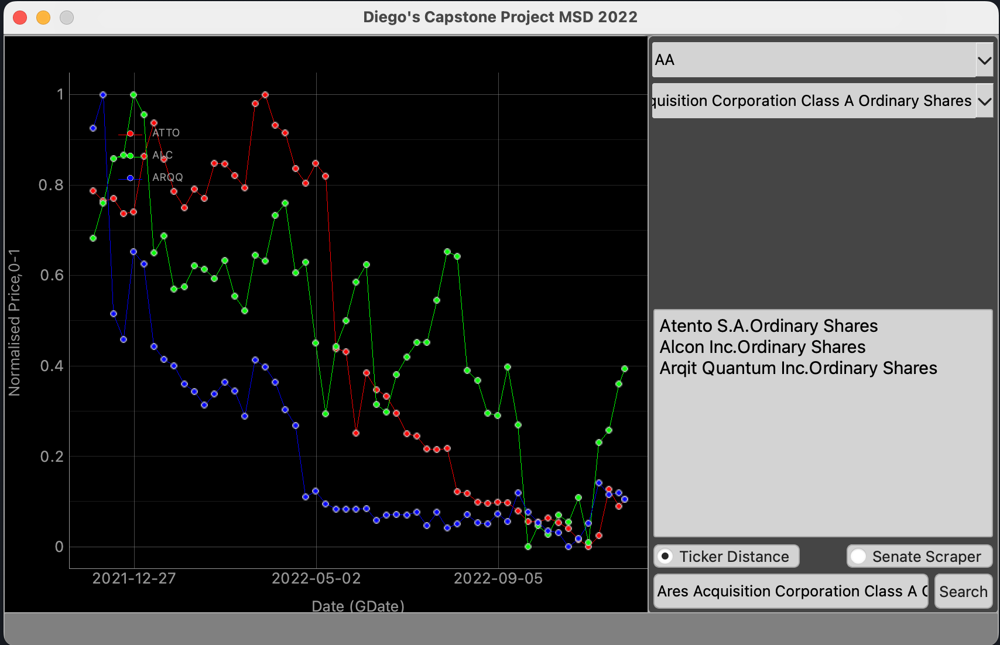 Diego's Capstone Project MSD 2022
1
0.8
0.6
0.4
0.2
0
Normalised Price,0-1
ATTO
ALC
ARQQ
2021-12-27
2022-05-02
2022-09-05
Date (GDate)
AA
quisition Corporation Class A Ordinary Shares
Atento S.A.Ordinary Shares
Alcon Inc.Ordinary Shares
Arqit Quantum Inc.Ordinary Shares
Ticker Distance
Senate Scraper
Ares Acquisition Corporation Class A
Search